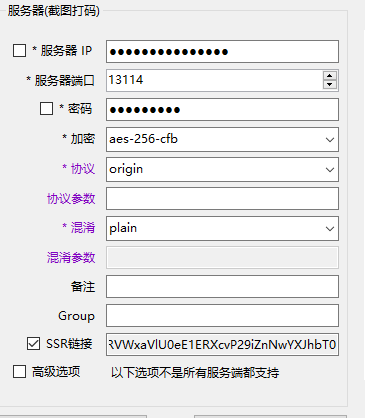 服务器(截图打码)
* 服务器 IP ●●●●●●●●●●●●●●●
* 服务器端口 13114
* 密码 ●●●●●●●●●
* 加密 aes-256-cfb
* 协议 origin
协议参数
* 混淆 plain
混淆参数
备注
Group
SSR链接 RVWxaVlU0eE1ERXcvP29iZnNwYXJhbT0
高级选项 以下选项不是所有服务端都支持